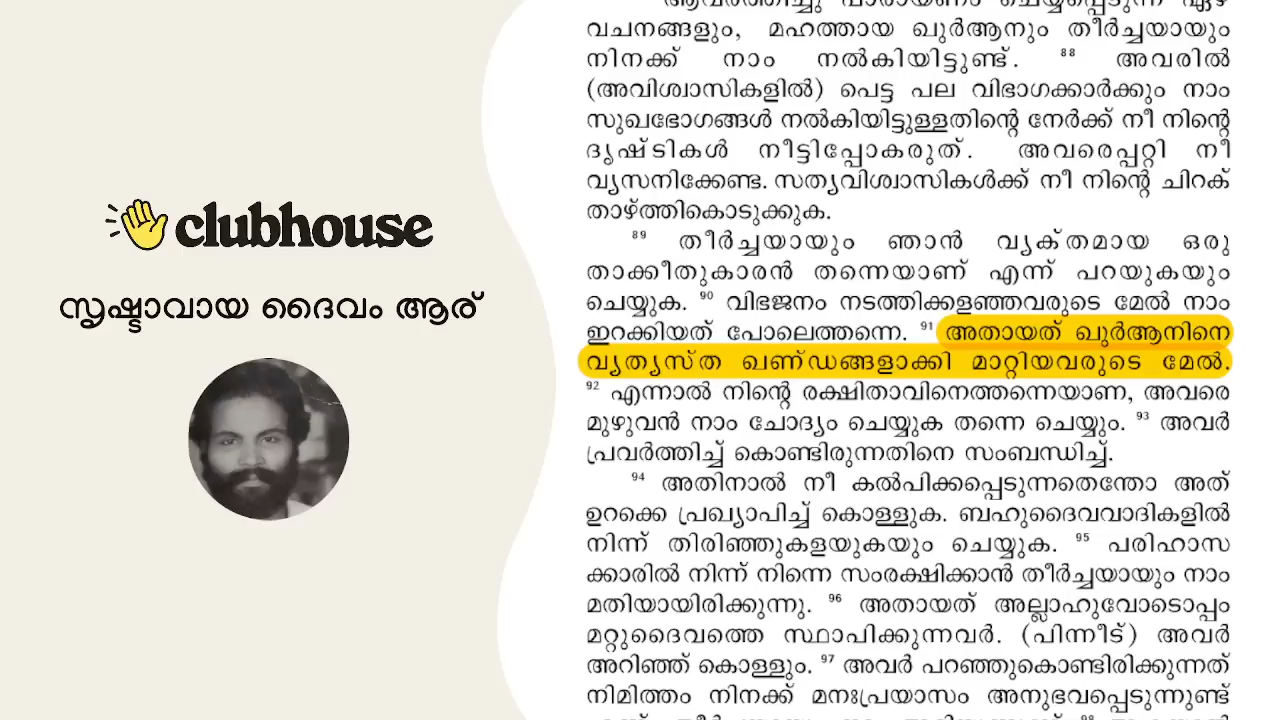 clubhouse
സൃഷ്ടാവായ ദൈവം ആര്
ആവർത്തിച്ചു പാരായണം ചെയ്യപ്പെടുന്ന ഏഴ്
വചനങ്ങളും, മഹത്തായ ഖുർആനും തീർച്ചയായും
നിനക്ക് നാം നൽകിയിട്ടുണ്ട്. 88 അവരിൽ
(അവിശ്വാസികളിൽ) പെട്ട പല വിഭാഗക്കാർക്കും നാം
സുഖഭോഗങ്ങൾ നൽകിയിട്ടുള്ളതിന്റെ നേർക്ക് നീ നിന്റെ
ദൃഷ്ടികൾ നീട്ടിപ്പോകരുത്. അവരെപ്പറ്റി നീ
വ്യസനിക്കേണ്ട. സത്യവിശ്വാസികൾക്ക് നീ നിന്റെ ചിറക്
താഴ്ത്തികൊടുക്കുക.
89 തീർച്ചയായും ഞാൻ വ്യക്തമായ ഒരു
താക്കീതുകാരൻ തന്നെയാണ് എന്ന് പറയുകയും
ചെയ്യുക. 90 വിഭജനം നടത്തിക്കളഞ്ഞവരുടെ മേൽ നാം
ഇറക്കിയത് പോലെത്തന്നെ. 91 അതായത് ഖുർആനിനെ
വ്യത്യസ്ത ഖണ്ഡങ്ങളാക്കി മാറ്റിയവരുടെ മേൽ.
92 എന്നാൽ നിന്റെ രക്ഷിതാവിനെത്തന്നെയാണ, അവരെ
മുഴുവൻ നാം ചോദ്യം ചെയ്യുക തന്നെ ചെയ്യും. 93 അവർ
പ്രവർത്തിച്ച് കൊണ്ടിരുന്നതിനെ സംബന്ധിച്ച്.
94 അതിനാൽ നീ കൽപിക്കപ്പെടുന്നതെന്തോ അത്
ഉറക്കെ പ്രഖ്യാപിച്ച് കൊള്ളുക. ബഹുദൈവവാദികളിൽ
നിന്ന് തിരിഞ്ഞുകളയുകയും ചെയ്യുക. 95 പരിഹാസ
ക്കാരിൽ നിന്ന് നിന്നെ സംരക്ഷിക്കാൻ തീർച്ചയായും നാം
മതിയായിരിക്കുന്നു. 96 അതായത് അല്ലാഹുവോടൊപ്പം
മറ്റുദൈവത്തെ സ്ഥാപിക്കുന്നവർ. (പിന്നീട്) അവർ
അറിഞ്ഞ് കൊള്ളും. 97 അവർ പറഞ്ഞുകൊണ്ടിരിക്കുന്നത്
നിമിത്തം നിനക്ക് മനഃപ്രയാസം അനുഭവപ്പെടുന്നുണ്ട്